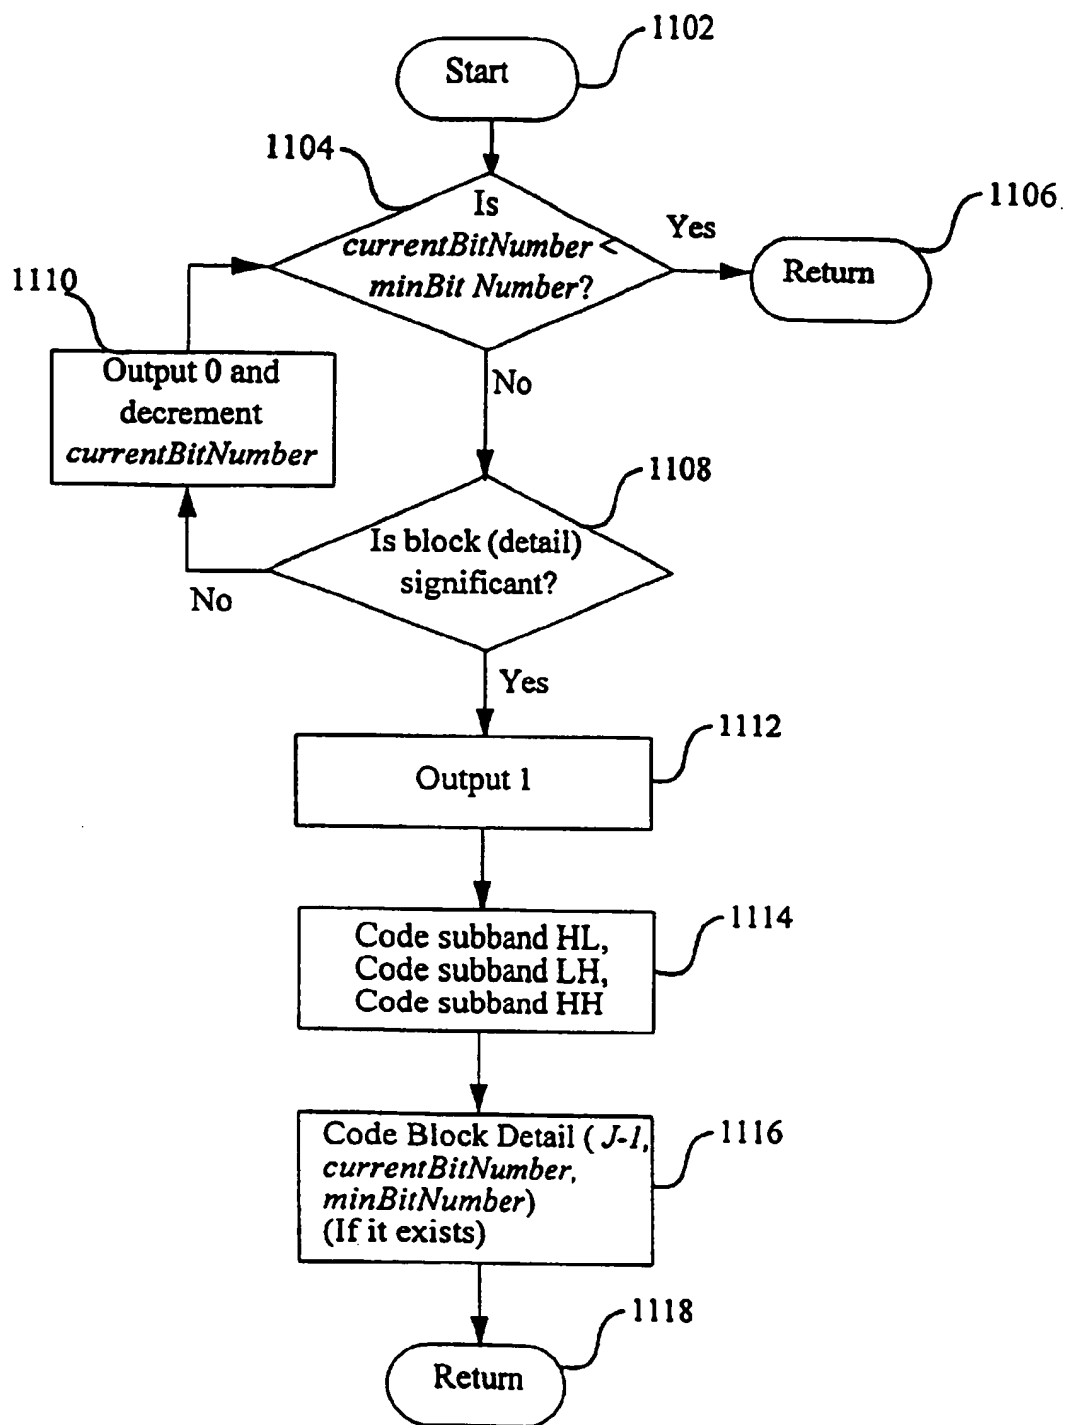 1102
Start
1104
Is
currentBitNumber <
minBit Number?
Yes
1106
Return
1110
Output 0 and
decrement
currentBitNumber
No
1108
Is block (detail)
significant?
No
Yes
1112
Output 1
1114
Code subband HL,
Code subband LH,
Code subband HH
1116
Code Block Detail ( J-1,
currentBitNumber,
minBitNumber)
(If it exists)
1118
Return